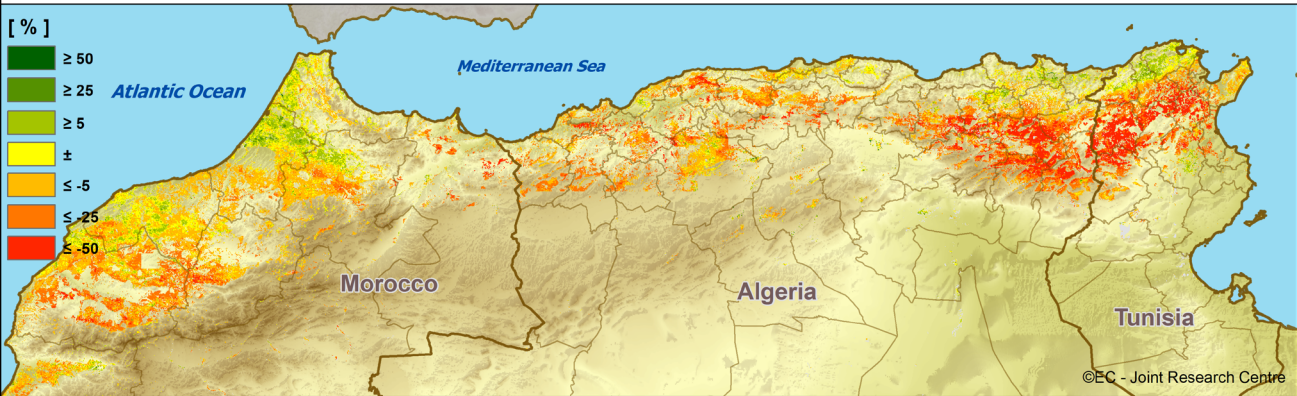 [ % ]
≥ 50
≥ 25
≥ 5
±
≤ -5
≤ -25
≤ -50
Atlantic Ocean
Mediterranean Sea
Morocco
Algeria
Tunisia
©EC - Joint Research Centre